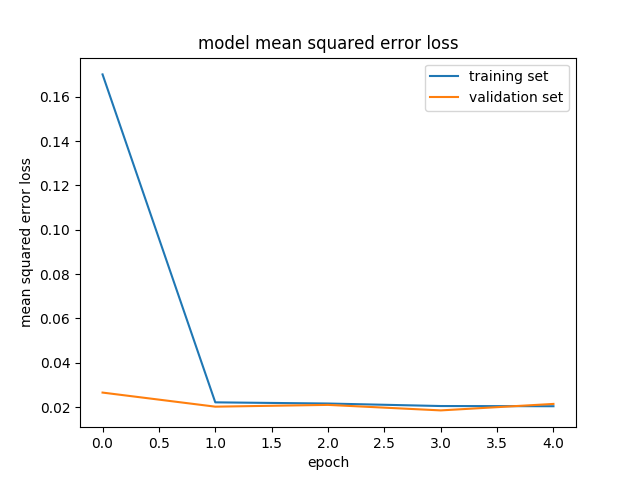 model mean squared error loss
training set
validation set
0.16
0.14
0.12
0.10
0.08
0.06
0.04
0.02
mean squared error loss
0.0 0.5 1.0 1.5 2.0 2.5 3.0 3.5 4.0
epoch